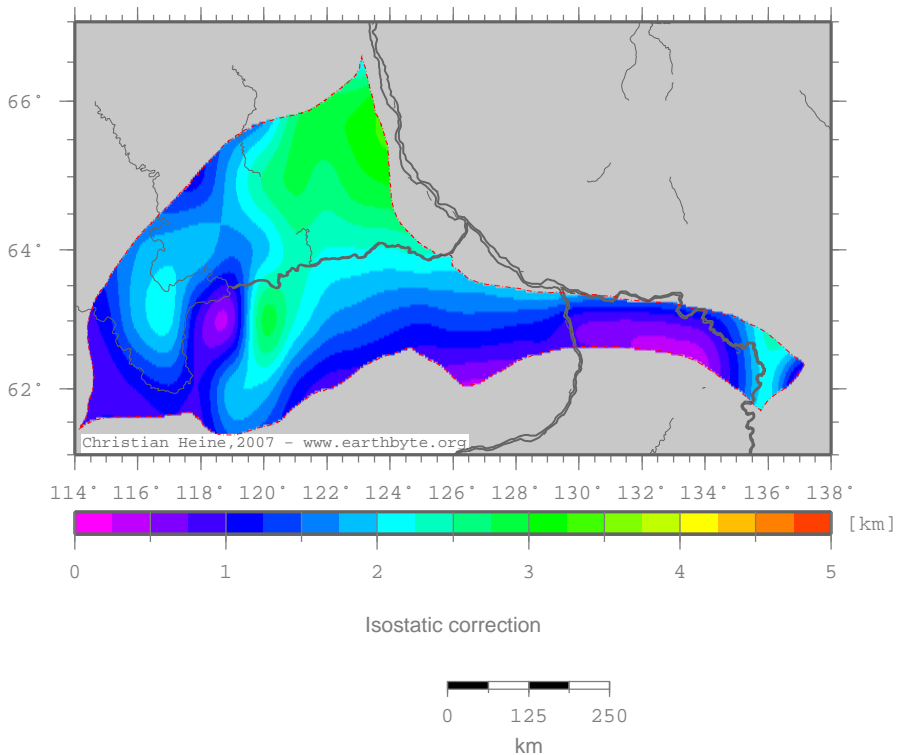 66°
64°
62°
Christian Heine,2007 - www.earthbyte.org
114° 116° 118° 120° 122° 124° 126° 128° 130° 132° 134° 136° 138°
[km]
0 1 2 3 4 5
Isostatic correction
0 125 250
km